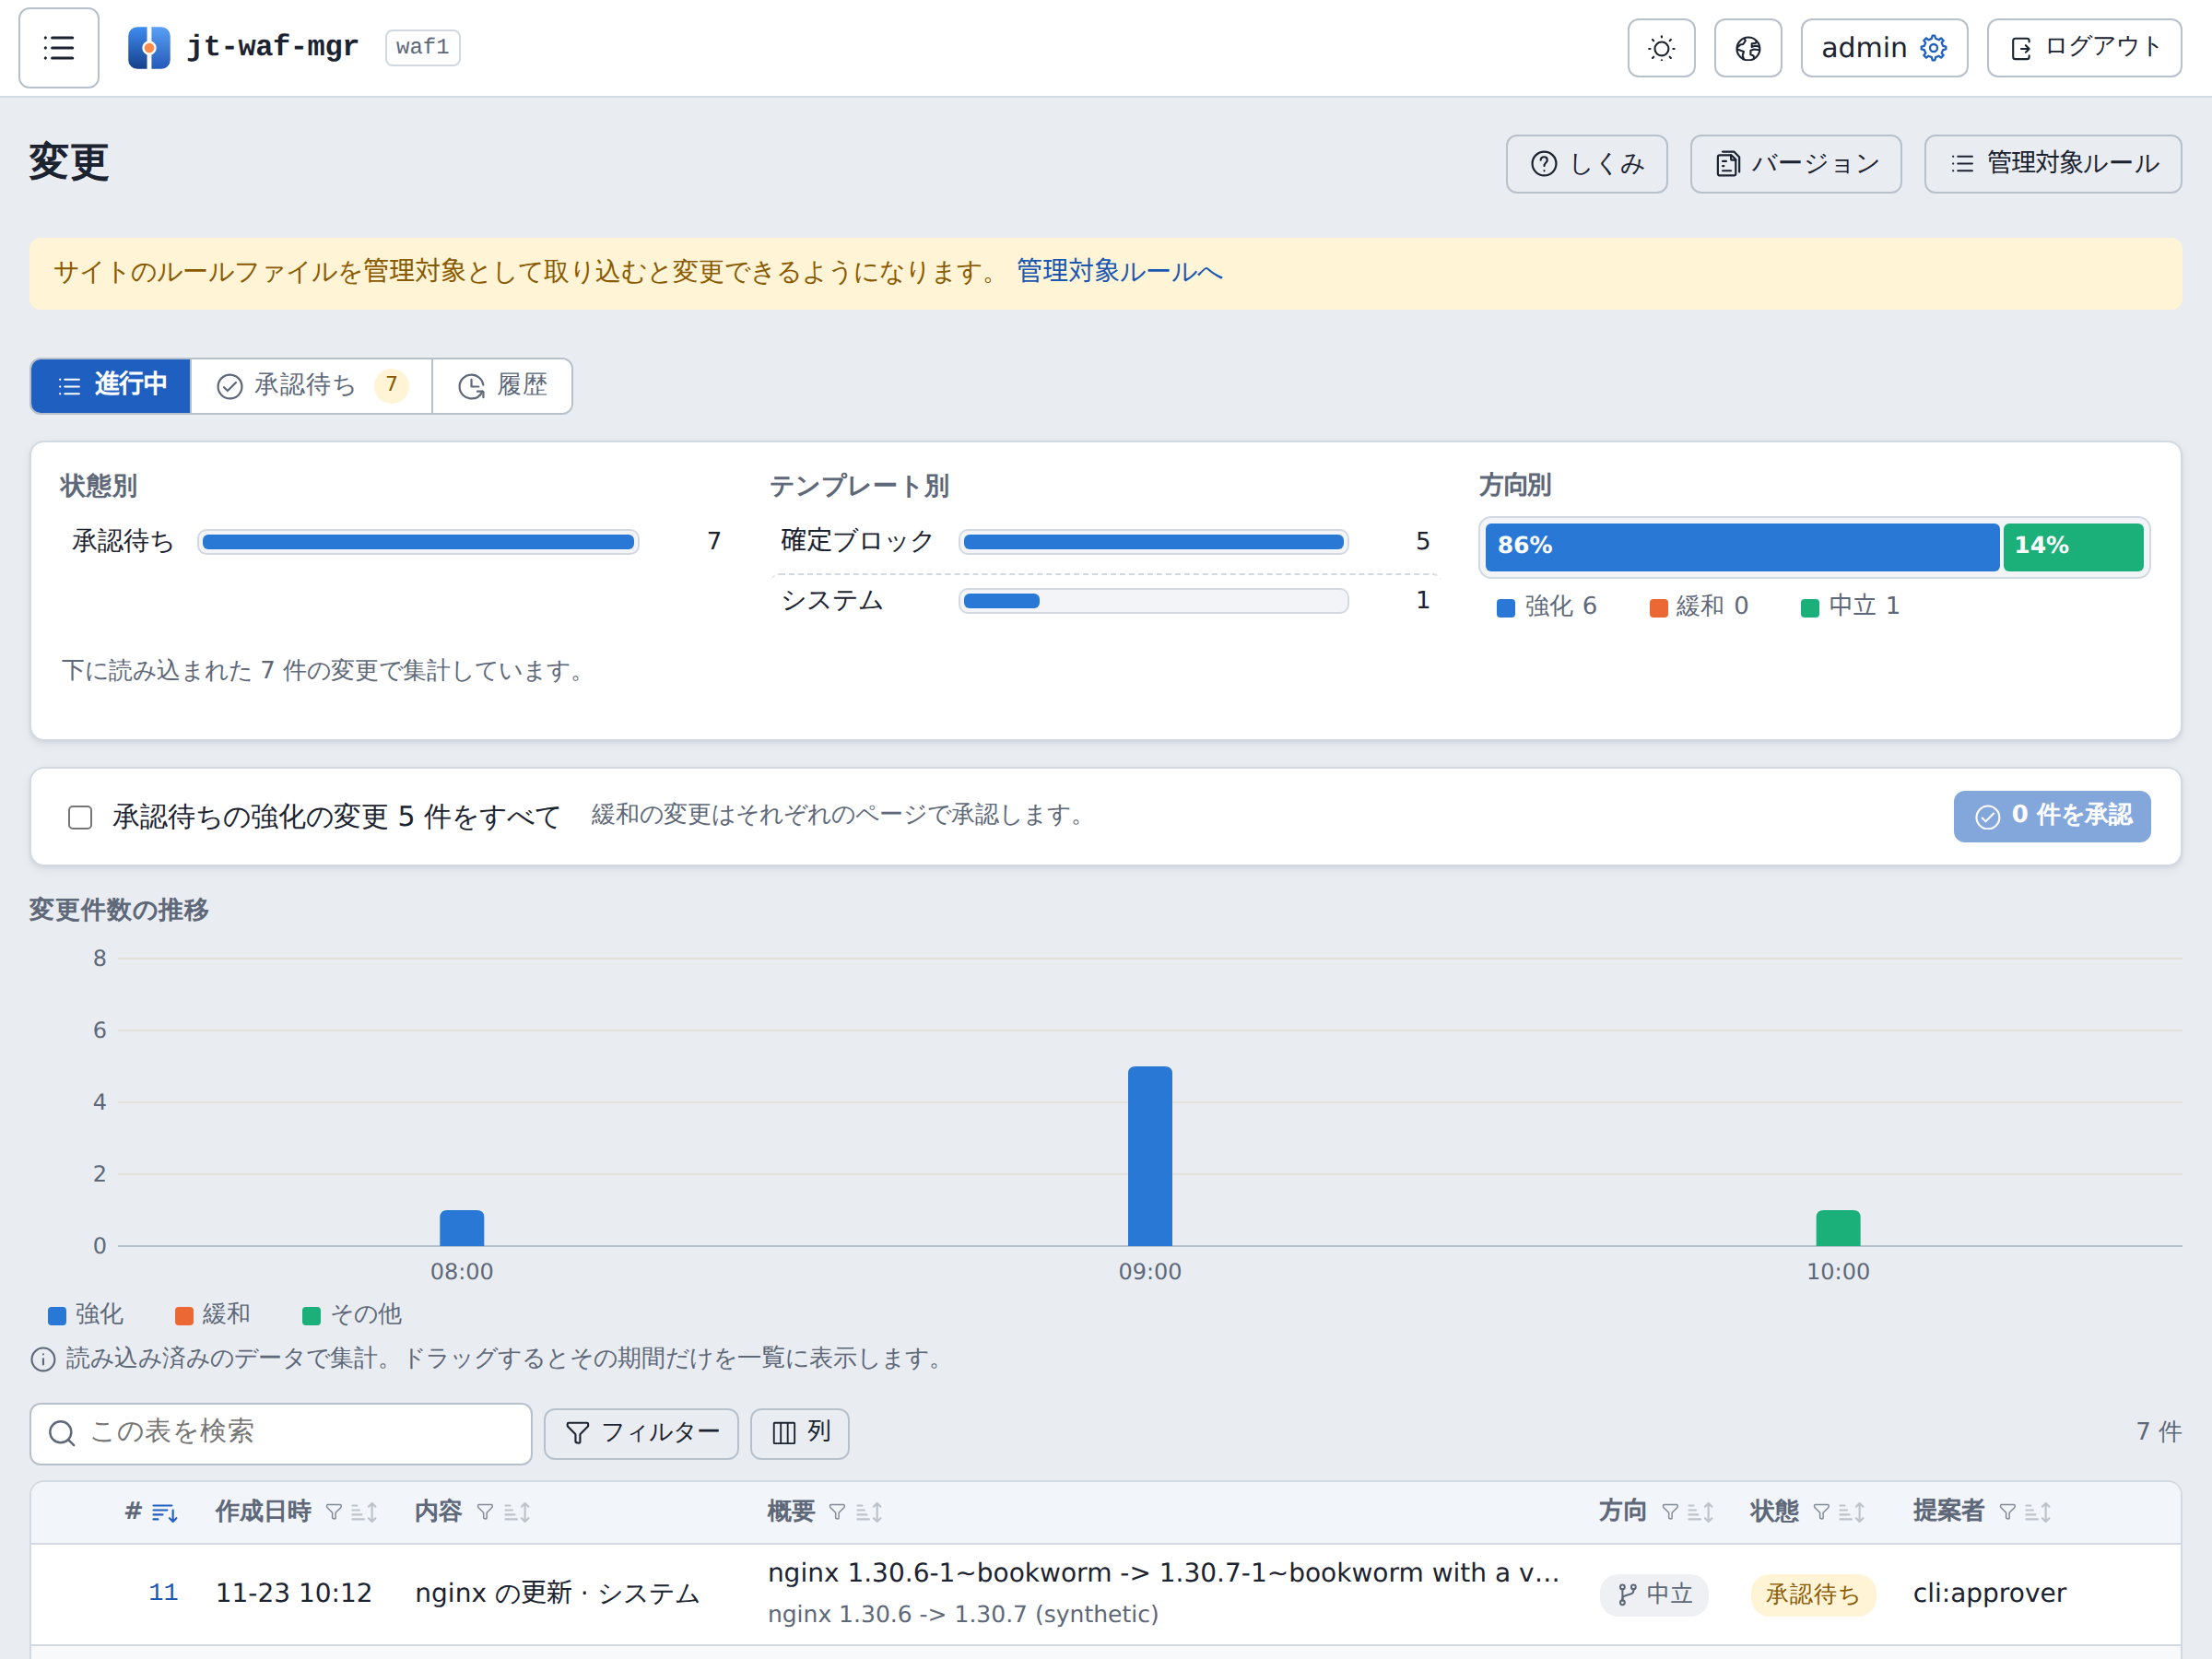 jt-waf-mgr waf1 admin ログアウト
変更 しくみ バージョン 管理対象ルール
サイトのルールファイルを管理対象として取り込むと変更できるようになります。 管理対象ルールへ
進行中 承認待ち 7 履歴
状態別 テンプレート別 方向別
承認待ち 7 確定ブロック 5 86% 14%
システム 1 強化 6 緩和 0 中立 1
下に読み込まれた 7 件の変更で集計しています。
承認待ちの強化の変更 5 件をすべて 緩和の変更はそれぞれのページで承認します。 0 件を承認
変更件数の推移
8
6
4
2
0
08:00 09:00 10:00
強化 緩和 その他
読み込み済みのデータで集計。ドラッグするとその期間だけを一覧に表示します。
この表を検索 フィルター 列 7 件
# 作成日時 内容 概要 方向 状態 提案者
11 11-23 10:12 nginx の更新 · システム nginx 1.30.6-1~bookworm -> 1.30.7-1~bookworm with a v… 中立 承認待ち cli:approver
nginx 1.30.6 -> 1.30.7 (synthetic)